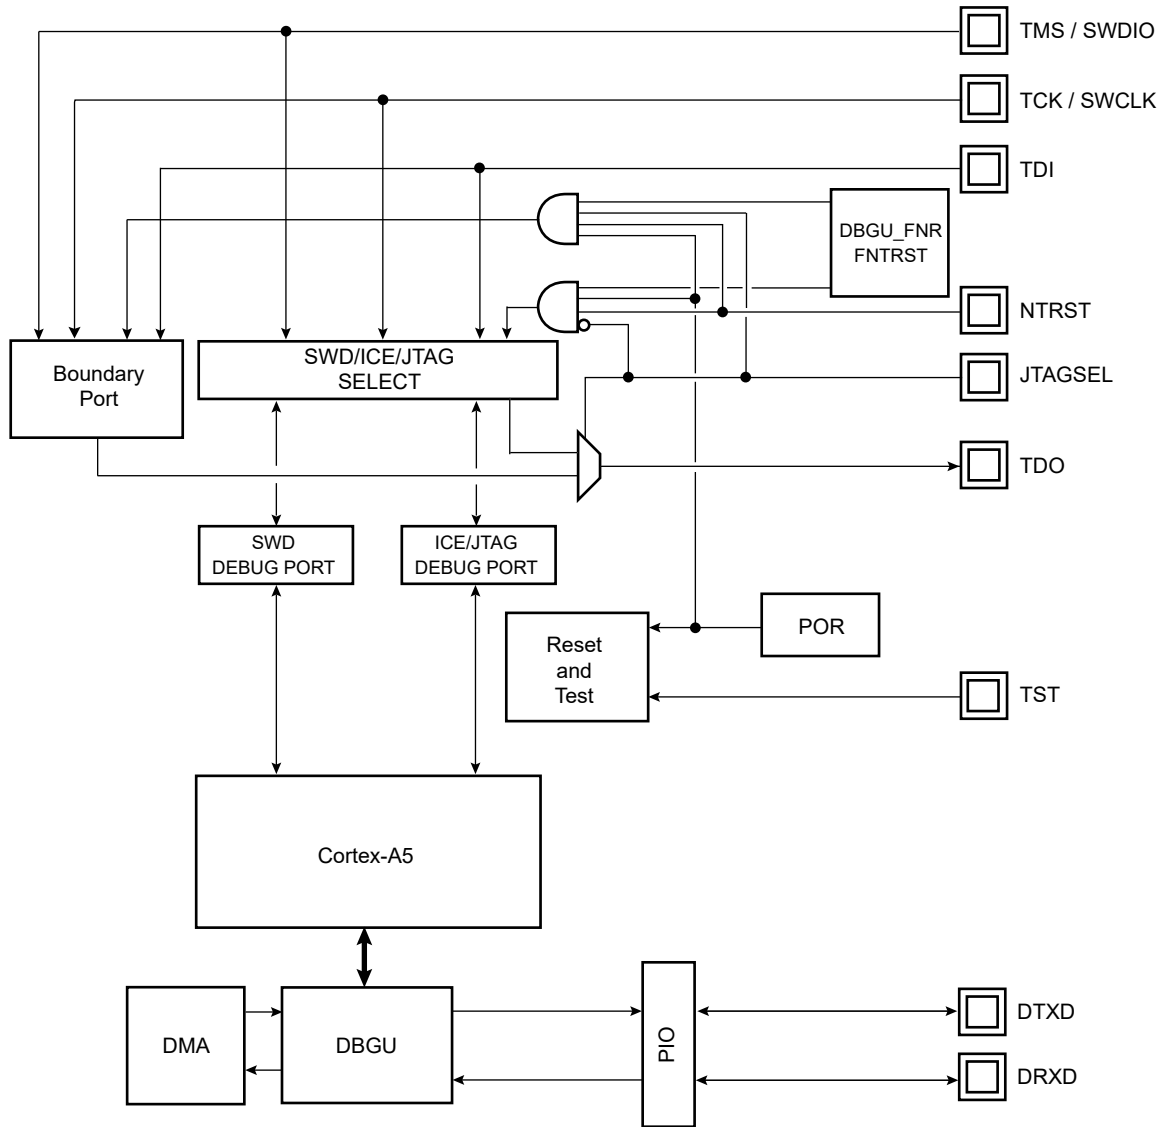 TMS / SWDIO
TCK / SWCLK
TDI
DBGU_FNR
FNTRST
NTRST
SWD/ICE/JTAG
SELECT
Boundary
Port
JTAGSEL
TDO
SWD
DEBUG PORT
ICE/JTAG
DEBUG PORT
POR
Reset
and
Test
TST
Cortex-A5
DMA
DBGU
PIO
DTXD
DRXD